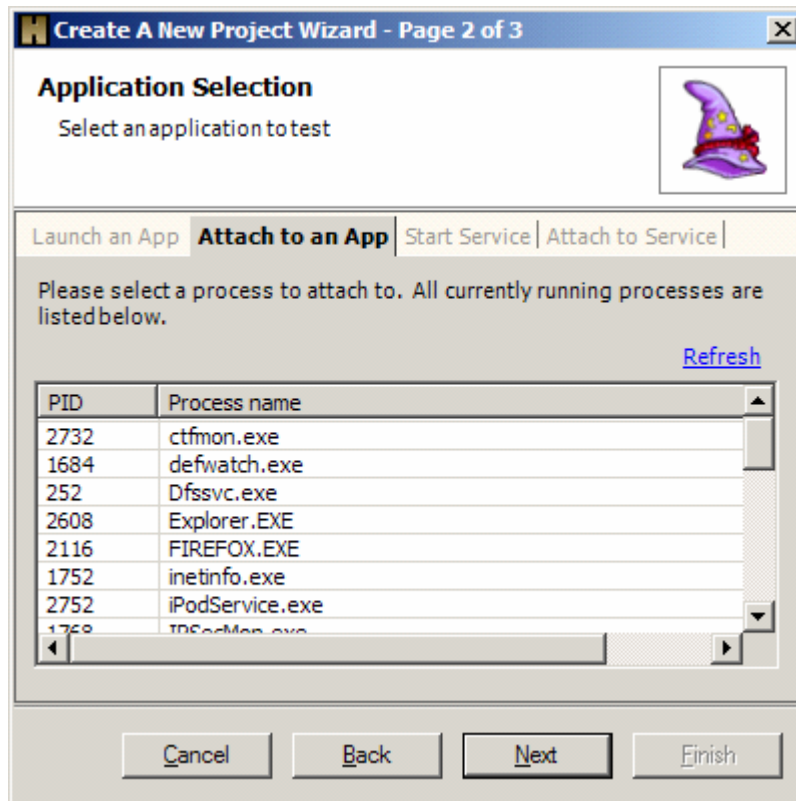 Create A New Project Wizard - Page 2 of 3
Application Selection
Select an application to test
Launch an App Attach to an App Start Service Attach to Service
Please select a process to attach to. All currently running processes are
listed below.
Refresh
PID Process name
2732 ctfmon.exe
1684 defwatch.exe
252 Dfssvc.exe
2608 Explorer.EXE
2116 FIREFOX.EXE
1752 inetinfo.exe
2752 iPodService.exe
1768 IPSecMon.exe
Cancel Back Next Finish